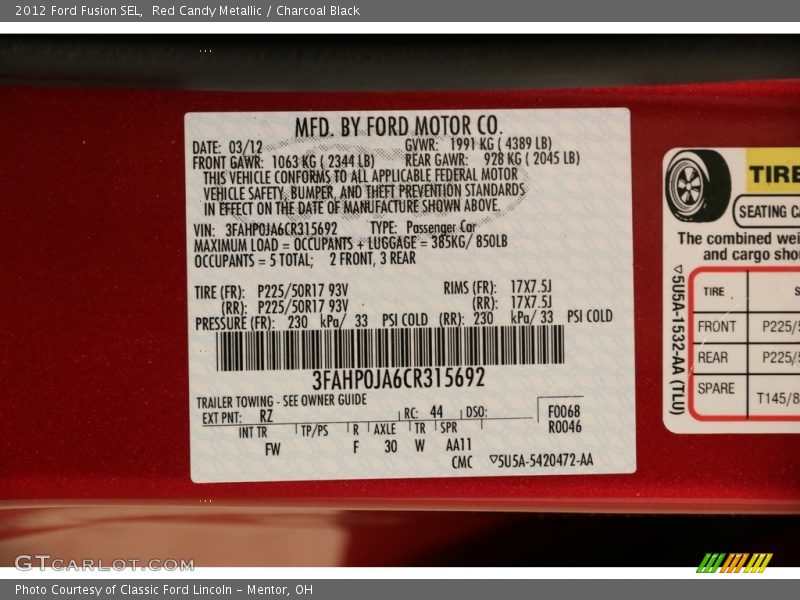 2012 Ford Fusion SEL,  Red Candy Metallic / Charcoal Black
MFD. BY FORD MOTOR CO.
DATE: 03/12
GVWR: 1991 KG ( 4389 LB)
FRONT GAWR: 1063 KG ( 2344 LB)
REAR GAWR: 928 KG ( 2045 LB)
THIS VEHICLE CONFORMS TO ALL APPLICABLE FEDERAL MOTOR
VEHICLE SAFETY, BUMPER, AND THEFT PREVENTION STANDARDS
IN EFFECT ON THE DATE OF MANUFACTURE SHOWN ABOVE.
VIN: 3FAHP0JA6CR315692 TYPE: Passenger Car
MAXIMUM LOAD = OCCUPANTS + LUGGAGE = 385KG/ 850LB
OCCUPANTS = 5 TOTAL; 2 FRONT, 3 REAR
TIRE (FR): P225/50R17 93V RIMS (FR): 17X7.5J
(RR): P225/50R17 93V (RR): 17X7.5J
PRESSURE (FR): 230 kPa/ 33 PSI COLD (RR): 230 kPa/ 33 PSI COLD
3FAHP0JA6CR315692
TRAILER TOWING - SEE OWNER GUIDE
EXT PNT: RZ RC: 44 DSO: F0068
R0046
INT TR TP/PS R AXLE TR SPR
FW F 30 W AA11
CMC ▽5U5A-5420472-AA
TIRE
SEATING CA
The combined wei
and cargo shou
▽5U5A-1532-AA (TLU)
TIRE S
FRONT P225/5
REAR P225/5
SPARE T145/8
GTCARLOT.COM
Photo Courtesy of Classic Ford Lincoln – Mentor, OH